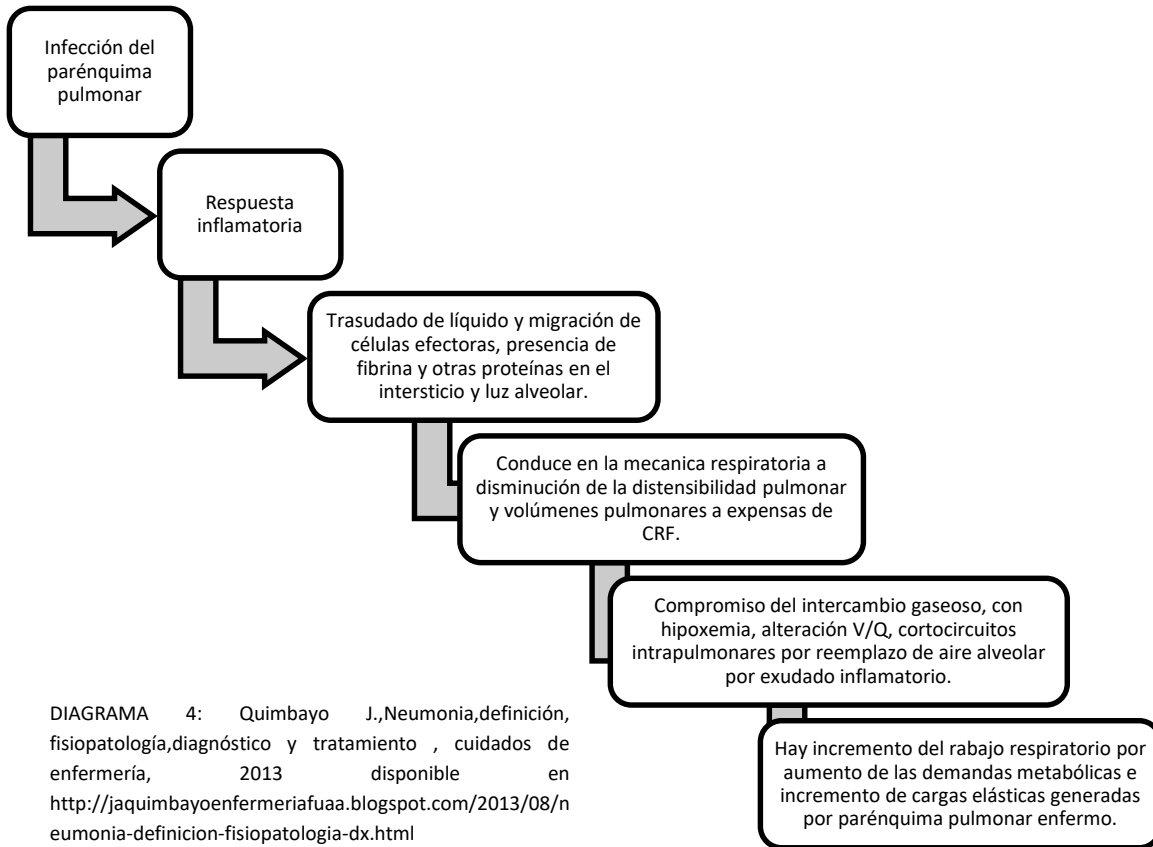 Infección del
parénquima
pulmonar
Respuesta
inflamatoria
Trasudado de líquido y migración de
células efectoras, presencia de
fibrina y otras proteínas en el
intersticio y luz alveolar.
Conduce en la mecanica respiratoria a
disminución de la distensibilidad pulmonar
y volúmenes pulmonares a expensas de
CRF.
Compromiso del intercambio gaseoso, con
hipoxemia, alteración V/Q, cortocircuitos
intrapulmonares por reemplazo de aire alveolar
por exudado inflamatorio.
Hay incremento del rabajo respiratorio por
aumento de las demandas metabólicas e
incremento de cargas elásticas generadas
por parénquima pulmonar enfermo.
DIAGRAMA 4: Quimbayo J.,Neumonia,definición,
fisiopatología,diagnóstico y tratamiento , cuidados de
enfermería, 2013 disponible en
http://jaquimbayoenfermeriafuaa.blogspot.com/2013/08/n
eumonia-definicion-fisiopatologia-dx.html